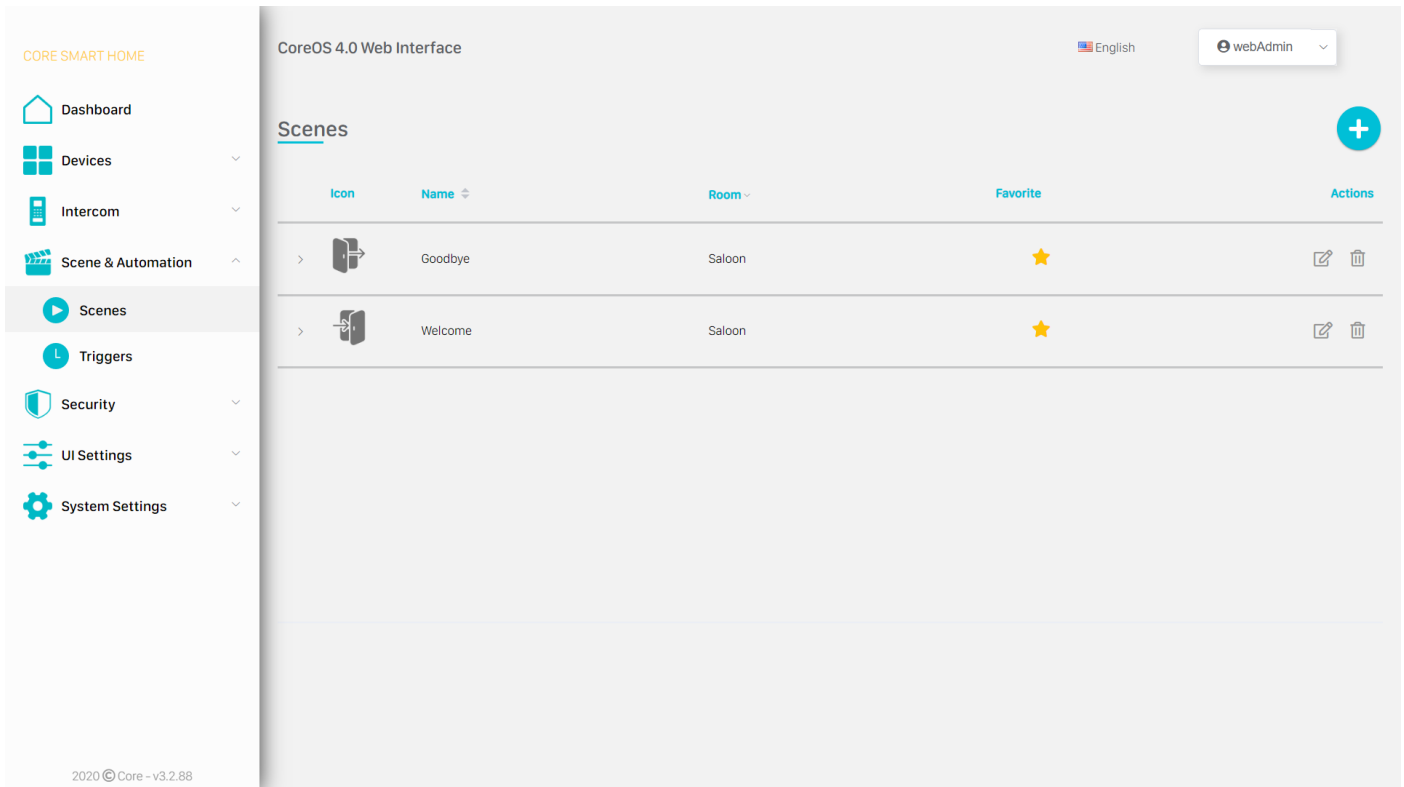 CORE SMART HOME
Dashboard
Devices
Intercom
Scene & Automation
Scenes
Triggers
Security
UI Settings
System Settings
2020 © Core - v3.2.88
CoreOS 4.0 Web Interface
English
webAdmin
Scenes
Icon Name Room Favorite Actions
Goodbye Saloon
Welcome Saloon